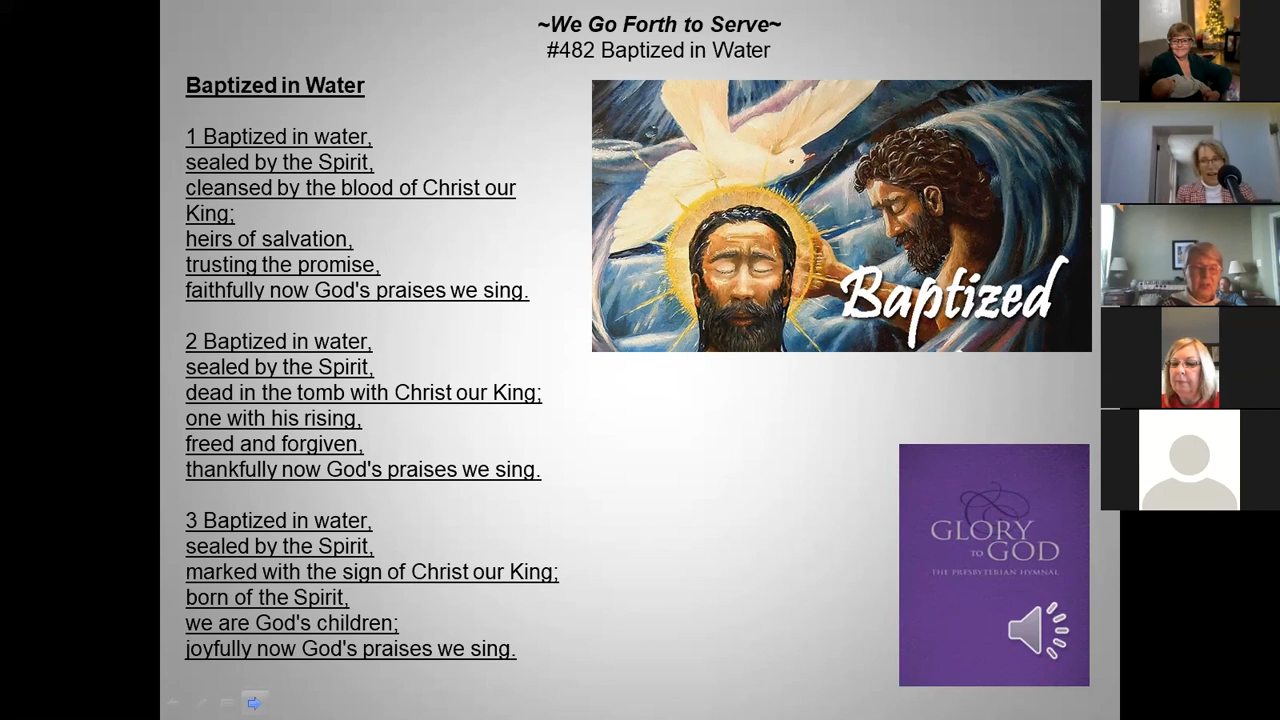 ~We Go Forth to Serve~
#482 Baptized in Water
Baptized in Water
1 Baptized in water,
sealed by the Spirit,
cleansed by the blood of Christ our
King;
heirs of salvation,
trusting the promise,
faithfully now God's praises we sing.
2 Baptized in water,
sealed by the Spirit,
dead in the tomb with Christ our King;
one with his rising,
freed and forgiven,
thankfully now God's praises we sing.
3 Baptized in water,
sealed by the Spirit,
marked with the sign of Christ our King;
born of the Spirit,
we are God's children;
joyfully now God's praises we sing.
Baptized
GLORY
TO GOD
THE PRESBYTERIAN HYMNAL